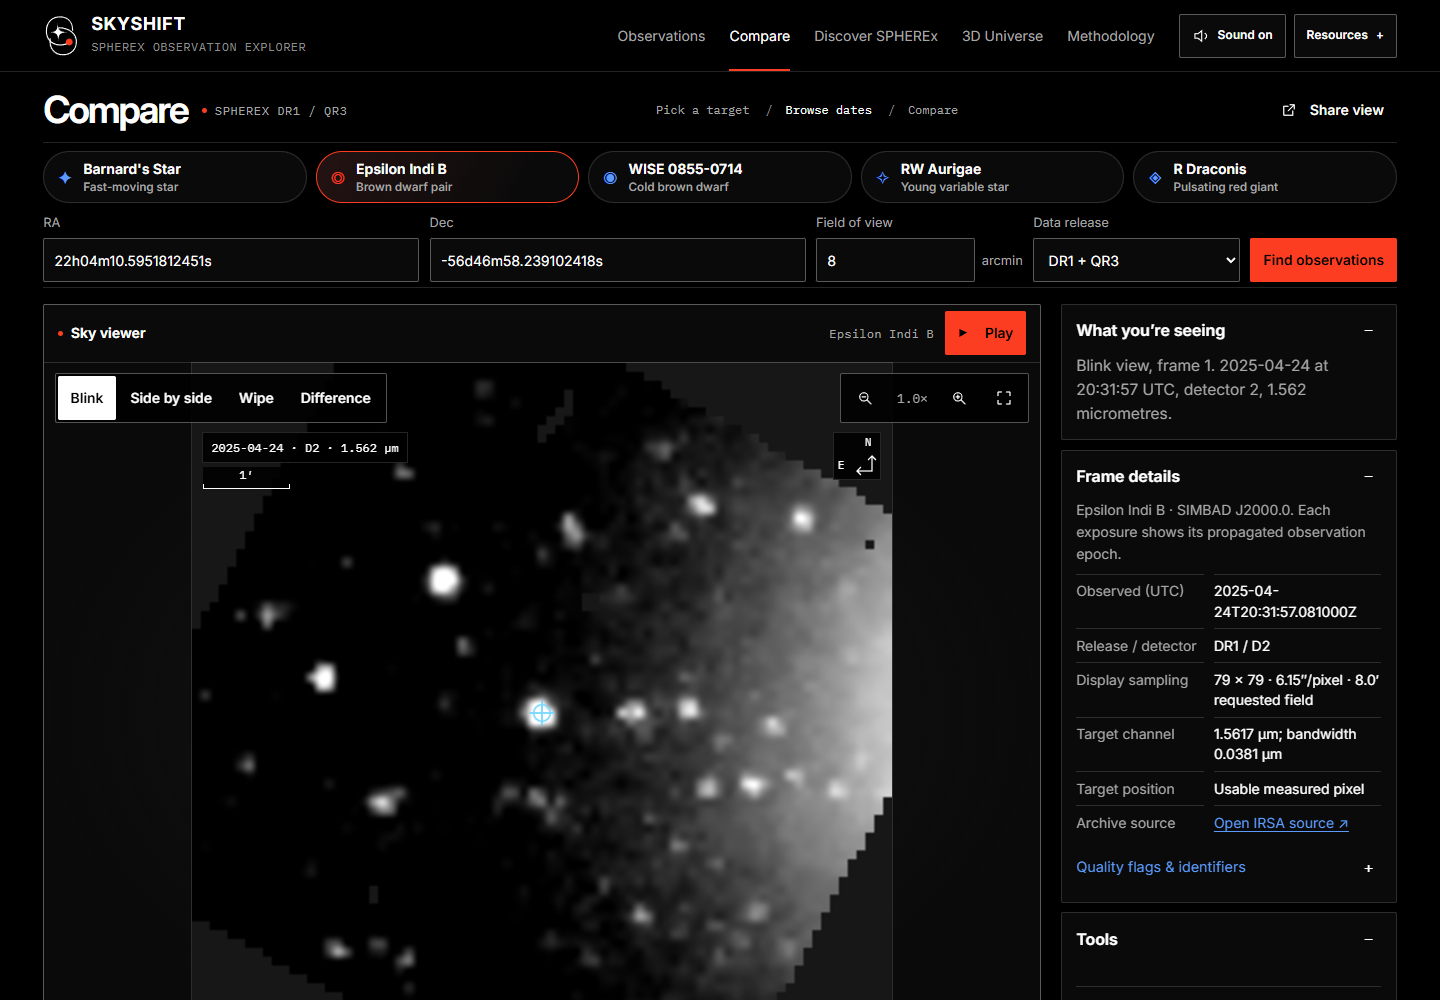 SKYSHIFT
SPHEREX OBSERVATION EXPLORER
Observations
Compare
Discover SPHEREx
3D Universe
Methodology
Sound on
Resources +
Compare
SPHEREX DR1 / QR3
Pick a target / Browse dates / Compare
Share view
Barnard's Star
Fast-moving star
Epsilon Indi B
Brown dwarf pair
WISE 0855-0714
Cold brown dwarf
RW Aurigae
Young variable star
R Draconis
Pulsating red giant
RA
22h04m10.5951812451s
Dec
-56d46m58.239102418s
Field of view
8
arcmin
Data release
DR1 + QR3
Find observations
Sky viewer
Epsilon Indi B
Play
Blink
Side by side
Wipe
Difference
1.0×
2025-04-24 · D2 · 1.562 µm
1′
N
E
What you’re seeing
Blink view, frame 1. 2025-04-24 at
20:31:57 UTC, detector 2, 1.562
micrometres.
Frame details
Epsilon Indi B · SIMBAD J2000.0. Each
exposure shows its propagated observation
epoch.
Observed (UTC)
2025-04-
24T20:31:57.081000Z
Release / detector
DR1 / D2
Display sampling
79 × 79 · 6.15″/pixel · 8.0′
requested field
Target channel
1.5617 µm; bandwidth
0.0381 µm
Target position
Usable measured pixel
Archive source
Open IRSA source ↗
Quality flags & identifiers
+
Tools